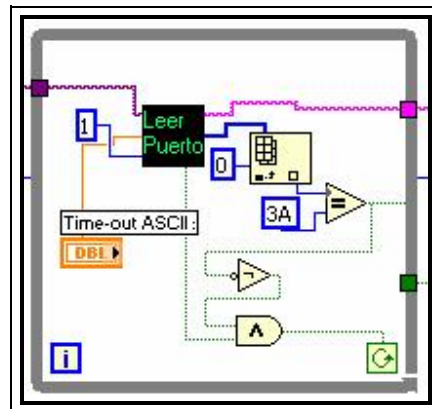 1
Leer
Puerto
0
3A
=
Time-out ASCII:
DBL
¬
∧
i